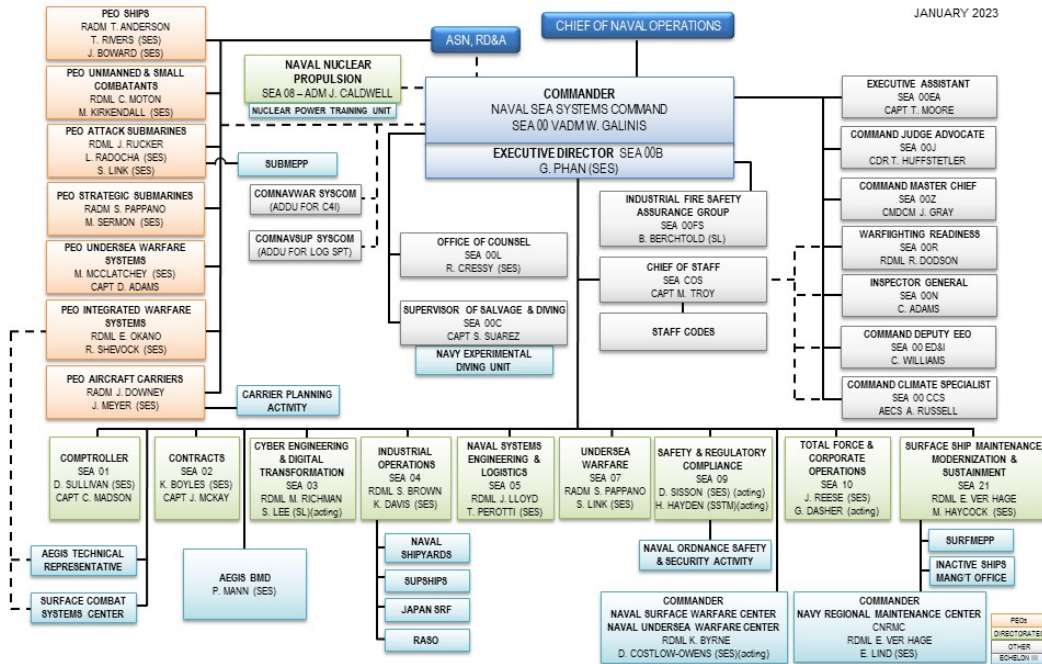 JANUARY 2023
PEO SHIPS
RADM T. ANDERSON
T. RIVERS (SES)
J. BOWARD (SES)
PEO UNMANNED & SMALL
COMBATANTS
RDML C. MOTON
M. KIRKENDALL (SES)
PEO ATTACK SUBMARINES
RDML J. RUCKER
L. RADOCHA (SES)
S. LINK (SES)
PEO STRATEGIC SUBMARINES
RADM S. PAPPANO
M. SERMON (SES)
PEO UNDERSEA WARFARE
SYSTEMS
M. MCCLATCHEY (SES)
CAPT D. ADAMS
PEO INTEGRATED WARFARE
SYSTEMS
RDML E. OKANO
R. SHEVOCK (SES)
PEO AIRCRAFT CARRIERS
RADM J. DOWNEY
J. MEYER (SES)
ASN, RD&A
CHIEF OF NAVAL OPERATIONS
NAVAL NUCLEAR
PROPULSION
SEA 08 – ADM J. CALDWELL
NUCLEAR POWER TRAINING UNIT
COMMANDER
NAVAL SEA SYSTEMS COMMAND
SEA 00 VADM W. GALINIS
EXECUTIVE DIRECTOR SEA 00B
G. PHAN (SES)
SUBMEPP
COMNAVWAR SYSCOM
(ADDU FOR C4I)
COMNAVSUP SYSCOM
(ADDU FOR LOG SPT)
CARRIER PLANNING
ACTIVITY
OFFICE OF COUNSEL
SEA 00L
R. CRESSY (SES)
SUPERVISOR OF SALVAGE & DIVING
SEA 00C
CAPT S. SUAREZ
NAVY EXPERIMENTAL
DIVING UNIT
INDUSTRIAL FIRE SAFETY
ASSURANCE GROUP
SEA 00FS
B. BERCHTOLD (SL)
CHIEF OF STAFF
SEA COS
CAPT M. TROY
STAFF CODES
EXECUTIVE ASSISTANT
SEA 00EA
CAPT T. MOORE
COMMAND JUDGE ADVOCATE
SEA 00J
CDR T. HUFFSTETLER
COMMAND MASTER CHIEF
SEA 00Z
CMDCM J. GRAY
WARFIIGHTING READINESS
SEA 00R
RDML R. DODSON
INSPECTOR GENERAL
SEA 00N
C. ADAMS
COMMAND DEPUTY EEO
SEA 00 ED&I
C. WILLIAMS
COMMAND CLIMATE SPECIALIST
SEA 00 CCS
AECS A. RUSSELL
COMPTROLLER
SEA 01
D. SULLIVAN (SES)
CAPT C. MADSON
CONTRACTS
SEA 02
K. BOYLES (SES)
CAPT J. MCKAY
CYBER ENGINEERING
& DIGITAL
TRANSFORMATION
SEA 03
RDML M. RICHMAN
S. LEE (SL)(acting)
INDUSTRIAL
OPERATIONS
SEA 04
RDML S. BROWN
K. DAVIS (SES)
NAVAL SYSTEMS
ENGINEERING &
LOGISTICS
SEA 05
RDML J. LLOYD
T. PEROTTI (SES)
UNDERSEA
WARFARE
SEA 07
RADM S. PAPPANO
S. LINK (SES)
SAFETY & REGULATORY
COMPLIANCE
SEA 09
D. SISSON (SES) (acting)
H. HAYDEN (SSTM)(acting)
TOTAL FORCE &
CORPORATE
OPERATIONS
SEA 10
J. REESE (SES)
G. DASHER (acting)
SURFACE SHIP MAINTENANCE
MODERNIZATION &
SUSTAINMENT
SEA 21
RDML E. VER HAGE
M. HAYCOCK (SES)
AEGIS TECHNICAL
REPRESENTATIVE
SURFACE COMBAT
SYSTEMS CENTER
AEGIS BMD
P. MANN (SES)
NAVAL
SHIPYARDS
SUPSHIPS
JAPAN SRF
RASO
NAVAL ORDNANCE SAFETY
& SECURITY ACTIVITY
SURFMEPP
INACTIVE SHIPS
MANG'T OFFICE
COMMANDER
NAVAL SURFACE WARFARE CENTER
NAVAL UNDERSEA WARFARE CENTER
RDML K. BYRNE
D. COSTLOW-OWENS (SES)(acting)
COMMANDER
NAVY REGIONAL MAINTENANCE CENTER
CNRMC
RDML E. VER HAGE
E. LIND (SES)
PEOs
DIRECTORATES
OTHER
ECHELON III